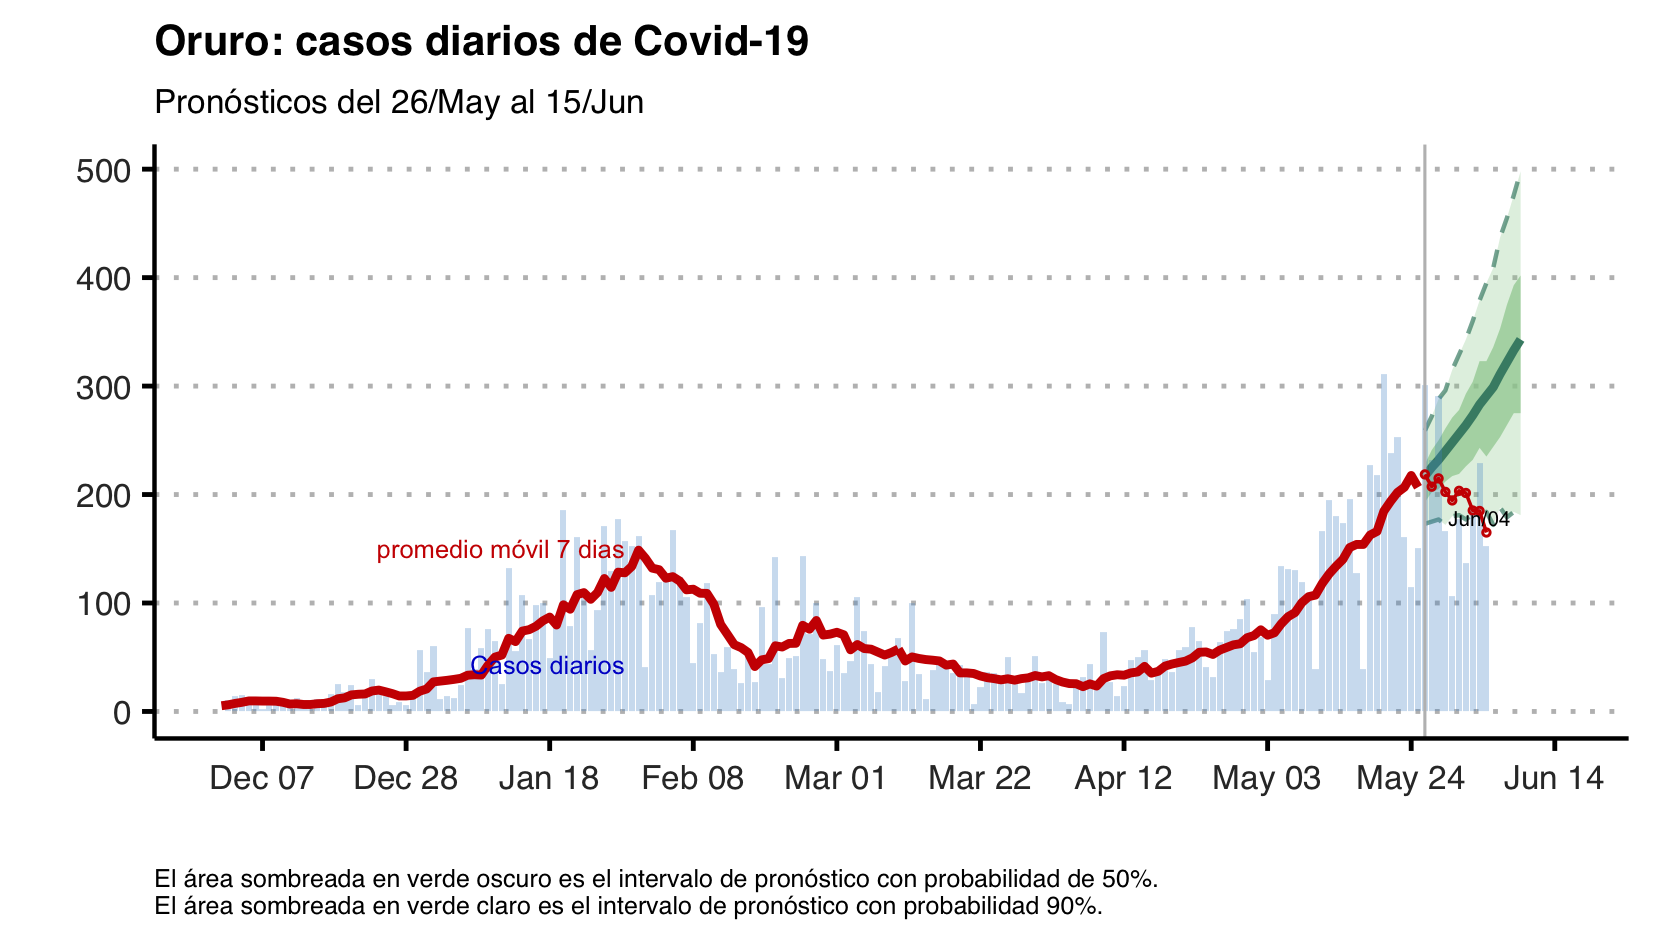 Oruro: casos diarios de Covid-19
Pronósticos del 26/May al 15/Jun
500
400
300
200
100
0
promedio móvil 7 dias
Casos diarios
Jun/04
Dec 07 Dec 28 Jan 18 Feb 08 Mar 01 Mar 22 Apr 12 May 03 May 24 Jun 14
El área sombreada en verde oscuro es el intervalo de pronóstico con probabilidad de 50%.
El área sombreada en verde claro es el intervalo de pronóstico con probabilidad 90%.